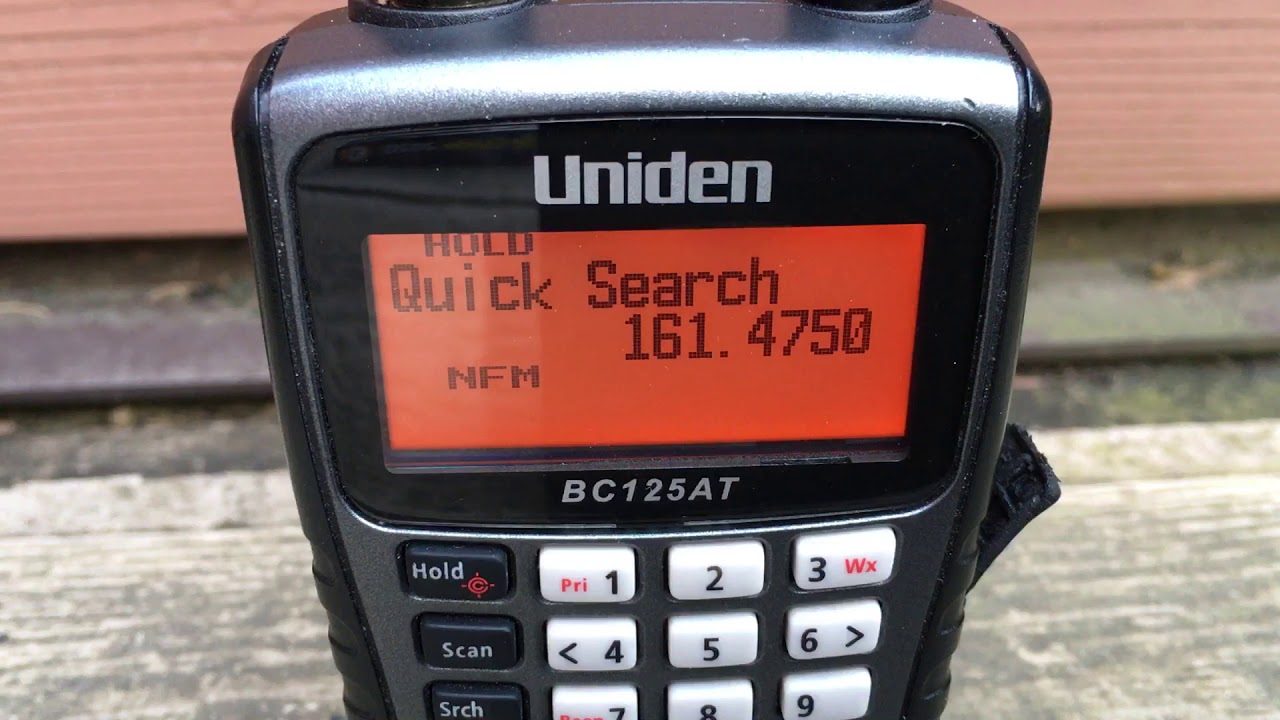 Uniden
HOLD
Quick Search
161.4750
NFM
BC125AT
Hold Pri 1 2 3 Wx
Scan < 4 5 6 >
Srch 7 8 9